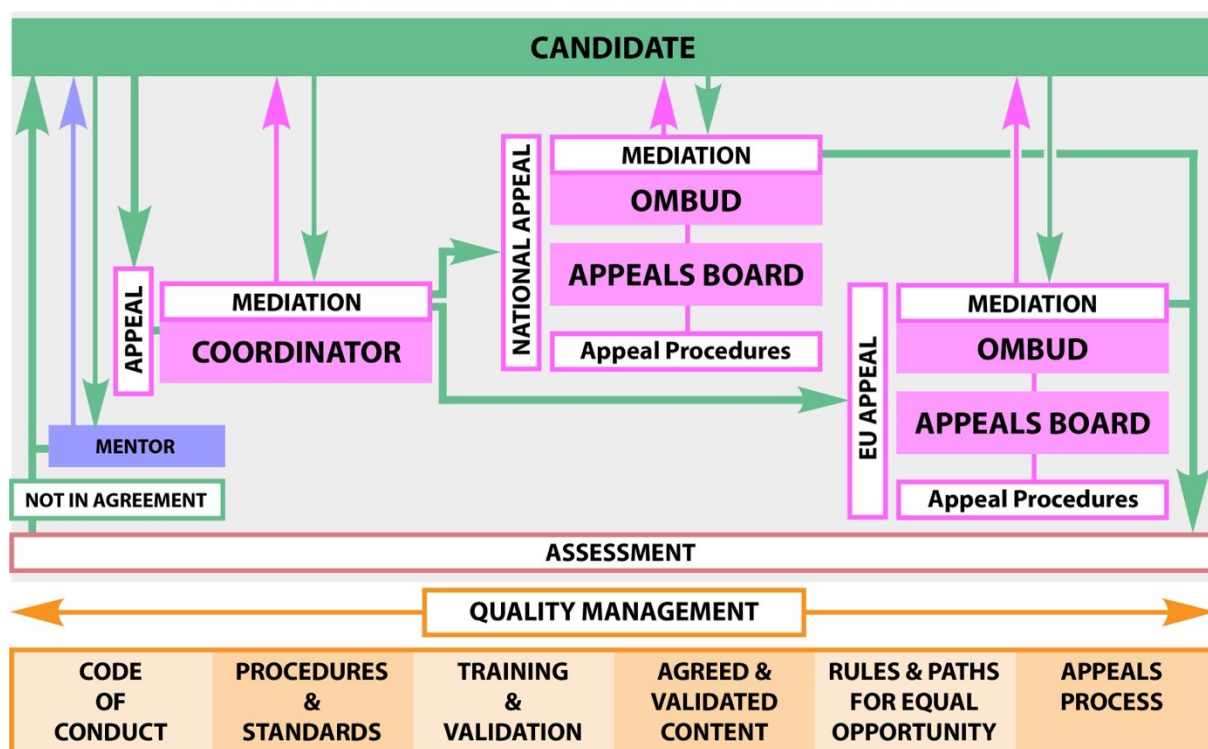 CANDIDATE
NATIONAL APPEAL
MEDIATION
OMBUD
APPEALS BOARD
Appeal Procedures
APPEAL
MEDIATION
COORDINATOR
EU APPEAL
MEDIATION
OMBUD
APPEALS BOARD
Appeal Procedures
MENTOR
NOT IN AGREEMENT
ASSESSMENT
QUALITY MANAGEMENT
CODE
OF
CONDUCT
PROCEDURES
&
STANDARDS
TRAINING
&
VALIDATION
AGREED &
VALIDATED
CONTENT
RULES & PATHS
FOR EQUAL
OPPORTUNITY
APPEALS
PROCESS